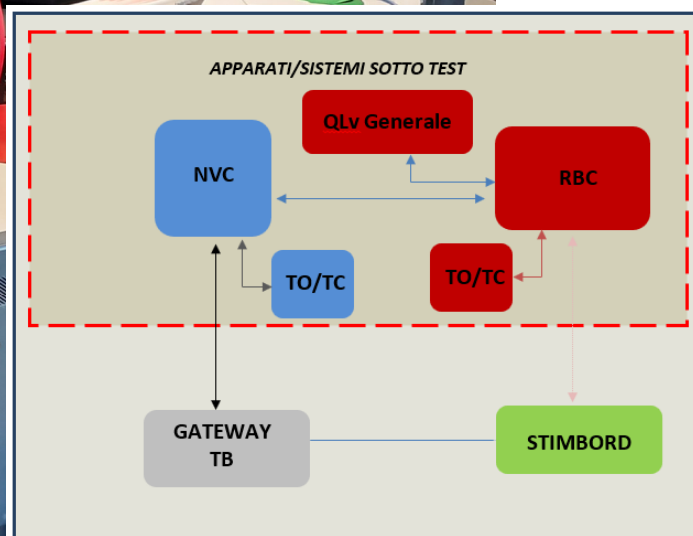 APPARATI/SISTEMI SOTTO TEST
QLv Generale
NVC
RBC
TO/TC
TO/TC
GATEWAY
TB
STIMBORD